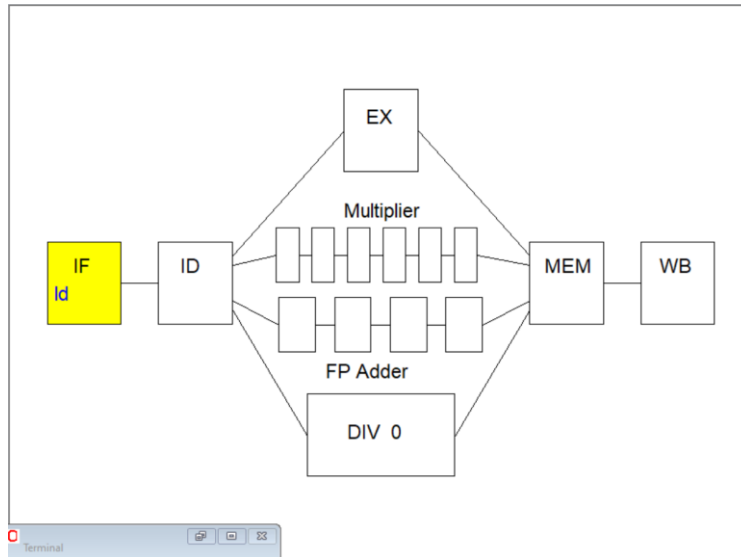 EX
Multiplier
IF
ld
ID
MEM
WB
FP Adder
DIV 0
Terminal